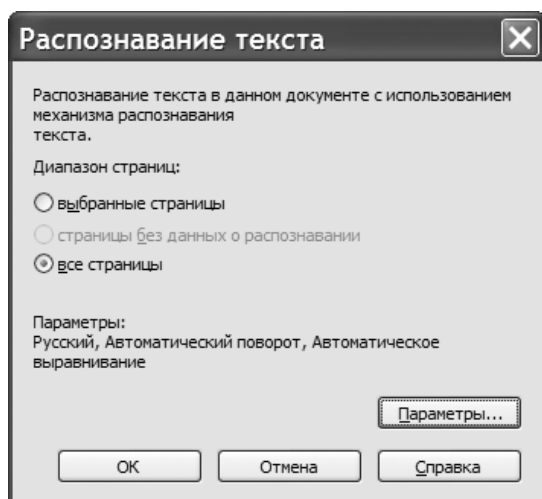 Распознавание текста
Распознавание текста в данном документе с использованием
механизма распознавания
текста.
Диапазон страниц:
выбранные страницы
страницы без данных о распознавании
все страницы
Параметры:
Русский, Автоматический поворот, Автоматическое
выравнивание
Параметры...
ОК Отмена Справка